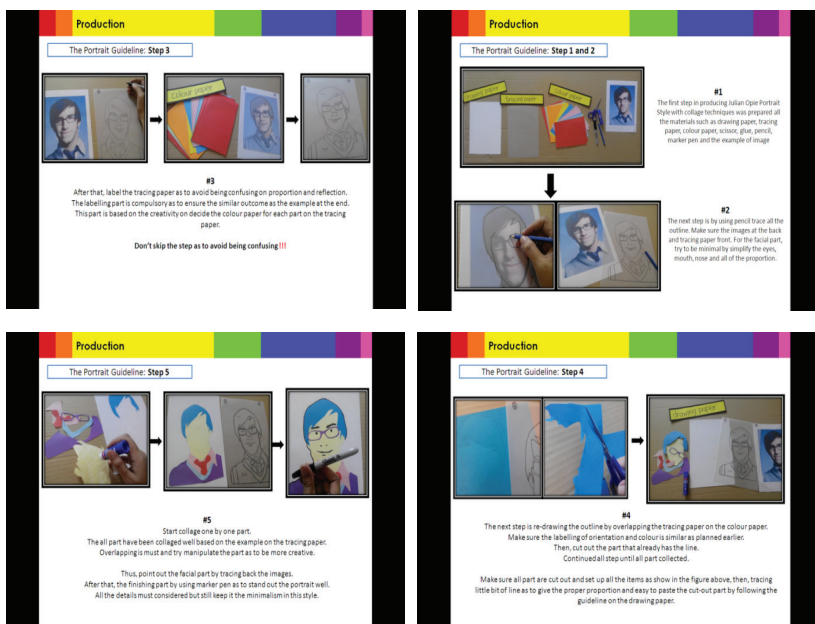 Production
The Portrait Guideline: Step 3
Colour paper
#3
After that, label the tracing paper as to avoid being confusing on proportion and reflection.
The labelling part is compulsory as to ensure the similar outcome as the example at the end.
This part is based on the creativity on decide the colour paper for each part on the tracing
paper.
Don't skip the step as to avoid being confusing !!!
Production
The Portrait Guideline: Step 1 and 2
drawing paper
tracing paper
colour paper
#1
The first step in producing Julian Opie Portrait
Style with collage techniques was prepared all
the materials such as drawing paper, tracing
paper, colour paper, scissor, glue, pencil,
marker pen and the example of image
#2
The next step is by using pencil trace all the
outline. Make sure the images at the back
and tracing paper front. For the facial part,
try to be minimal by simplify the eyes,
mouth, nose and all of the proportion.
Production
The Portrait Guideline: Step 5
#5
Start collage one by one part.
The all part have been collaged well based on the example on the tracing paper.
Overlapping is must and try manipulate the part as to be more creative.
Thus, point out the facial part by tracing back the images.
After that, the finishing part by using marker pen as to stand out the portrait well.
All the details must considered but still keep it the minimalism in this style.
Production
The Portrait Guideline: Step 4
drawing paper
#4
The next step is re-drawing the outline by overlapping the tracing paper on the colour paper.
Make sure the labelling of orientation and colour is similar as planned earlier.
Then, cut out the part that already has the line.
Continued all step until all part collected.
Make sure all part are cut out and set up all the items as show in the figure above, then, tracing
little bit of line as to give the proper proportion and easy to paste the cut-out part by following the
guideline on the drawing paper.